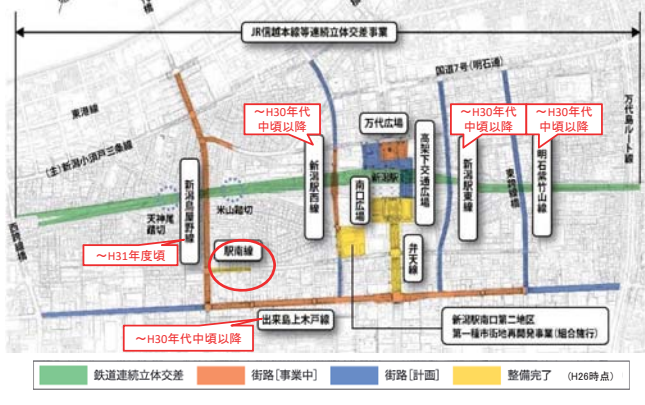 JR信越本線等連続立体交差事業
国道7号(明石通)
東港線
(主)新潟小須戸三条線
万代島ルート線
~H30年代
中頃以降
万代広場
~H30年代
中頃以降
~H30年代
中頃以降
新潟鳥屋野線
新潟駅西線
新潟駅
高架下交通広場
新潟駅東線
東跨線橋
明石紫竹山線
西跨線橋
天神尾
踏切
米山踏切
南口広場
~H31年度頃
駅南線
弁天線
~H30年代中頃以降
出来島上木戸線
新潟駅南口第二地区
第一種市街地再開発事業(組合施行)
鉄道連続立体交差
街路[事業中]
街路[計画]
整備完了
(H26時点)